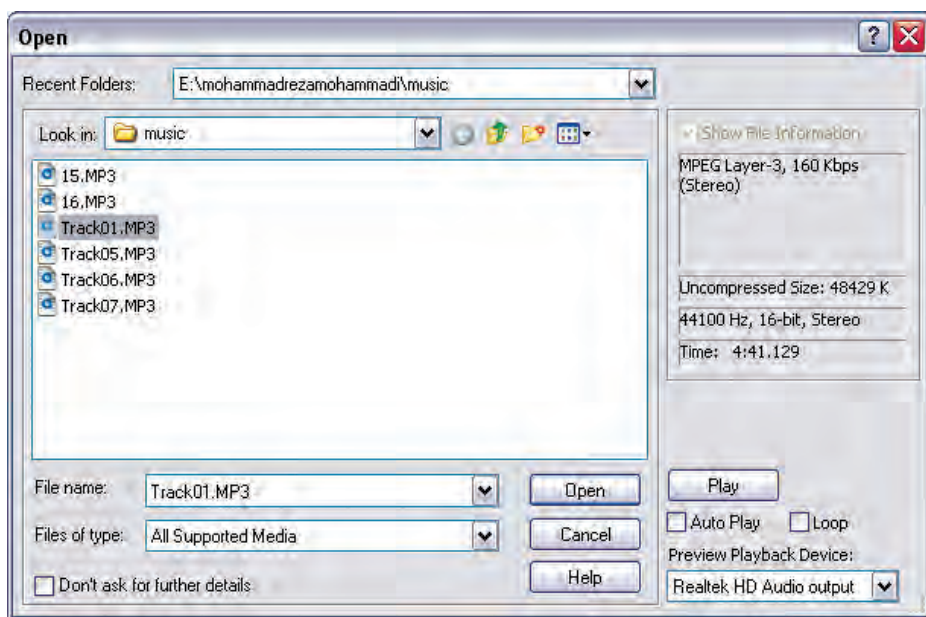 Open
Recent Folders: E:\mohammadrezamohammadi\music
Look in: music
15.MP3
16.MP3
Track01.MP3
Track05.MP3
Track06.MP3
Track07.MP3
File name: Track01.MP3 Open
Files of type: All Supported Media Cancel
Don't ask for further details Help
Show File Information
MPEG Layer-3, 160 Kbps
(Stereo)
Uncompressed Size: 48429 K
44100 Hz, 16-bit, Stereo
Time: 4:41.129
Play
Auto Play Loop
Preview Playback Device:
Realtek HD Audio output